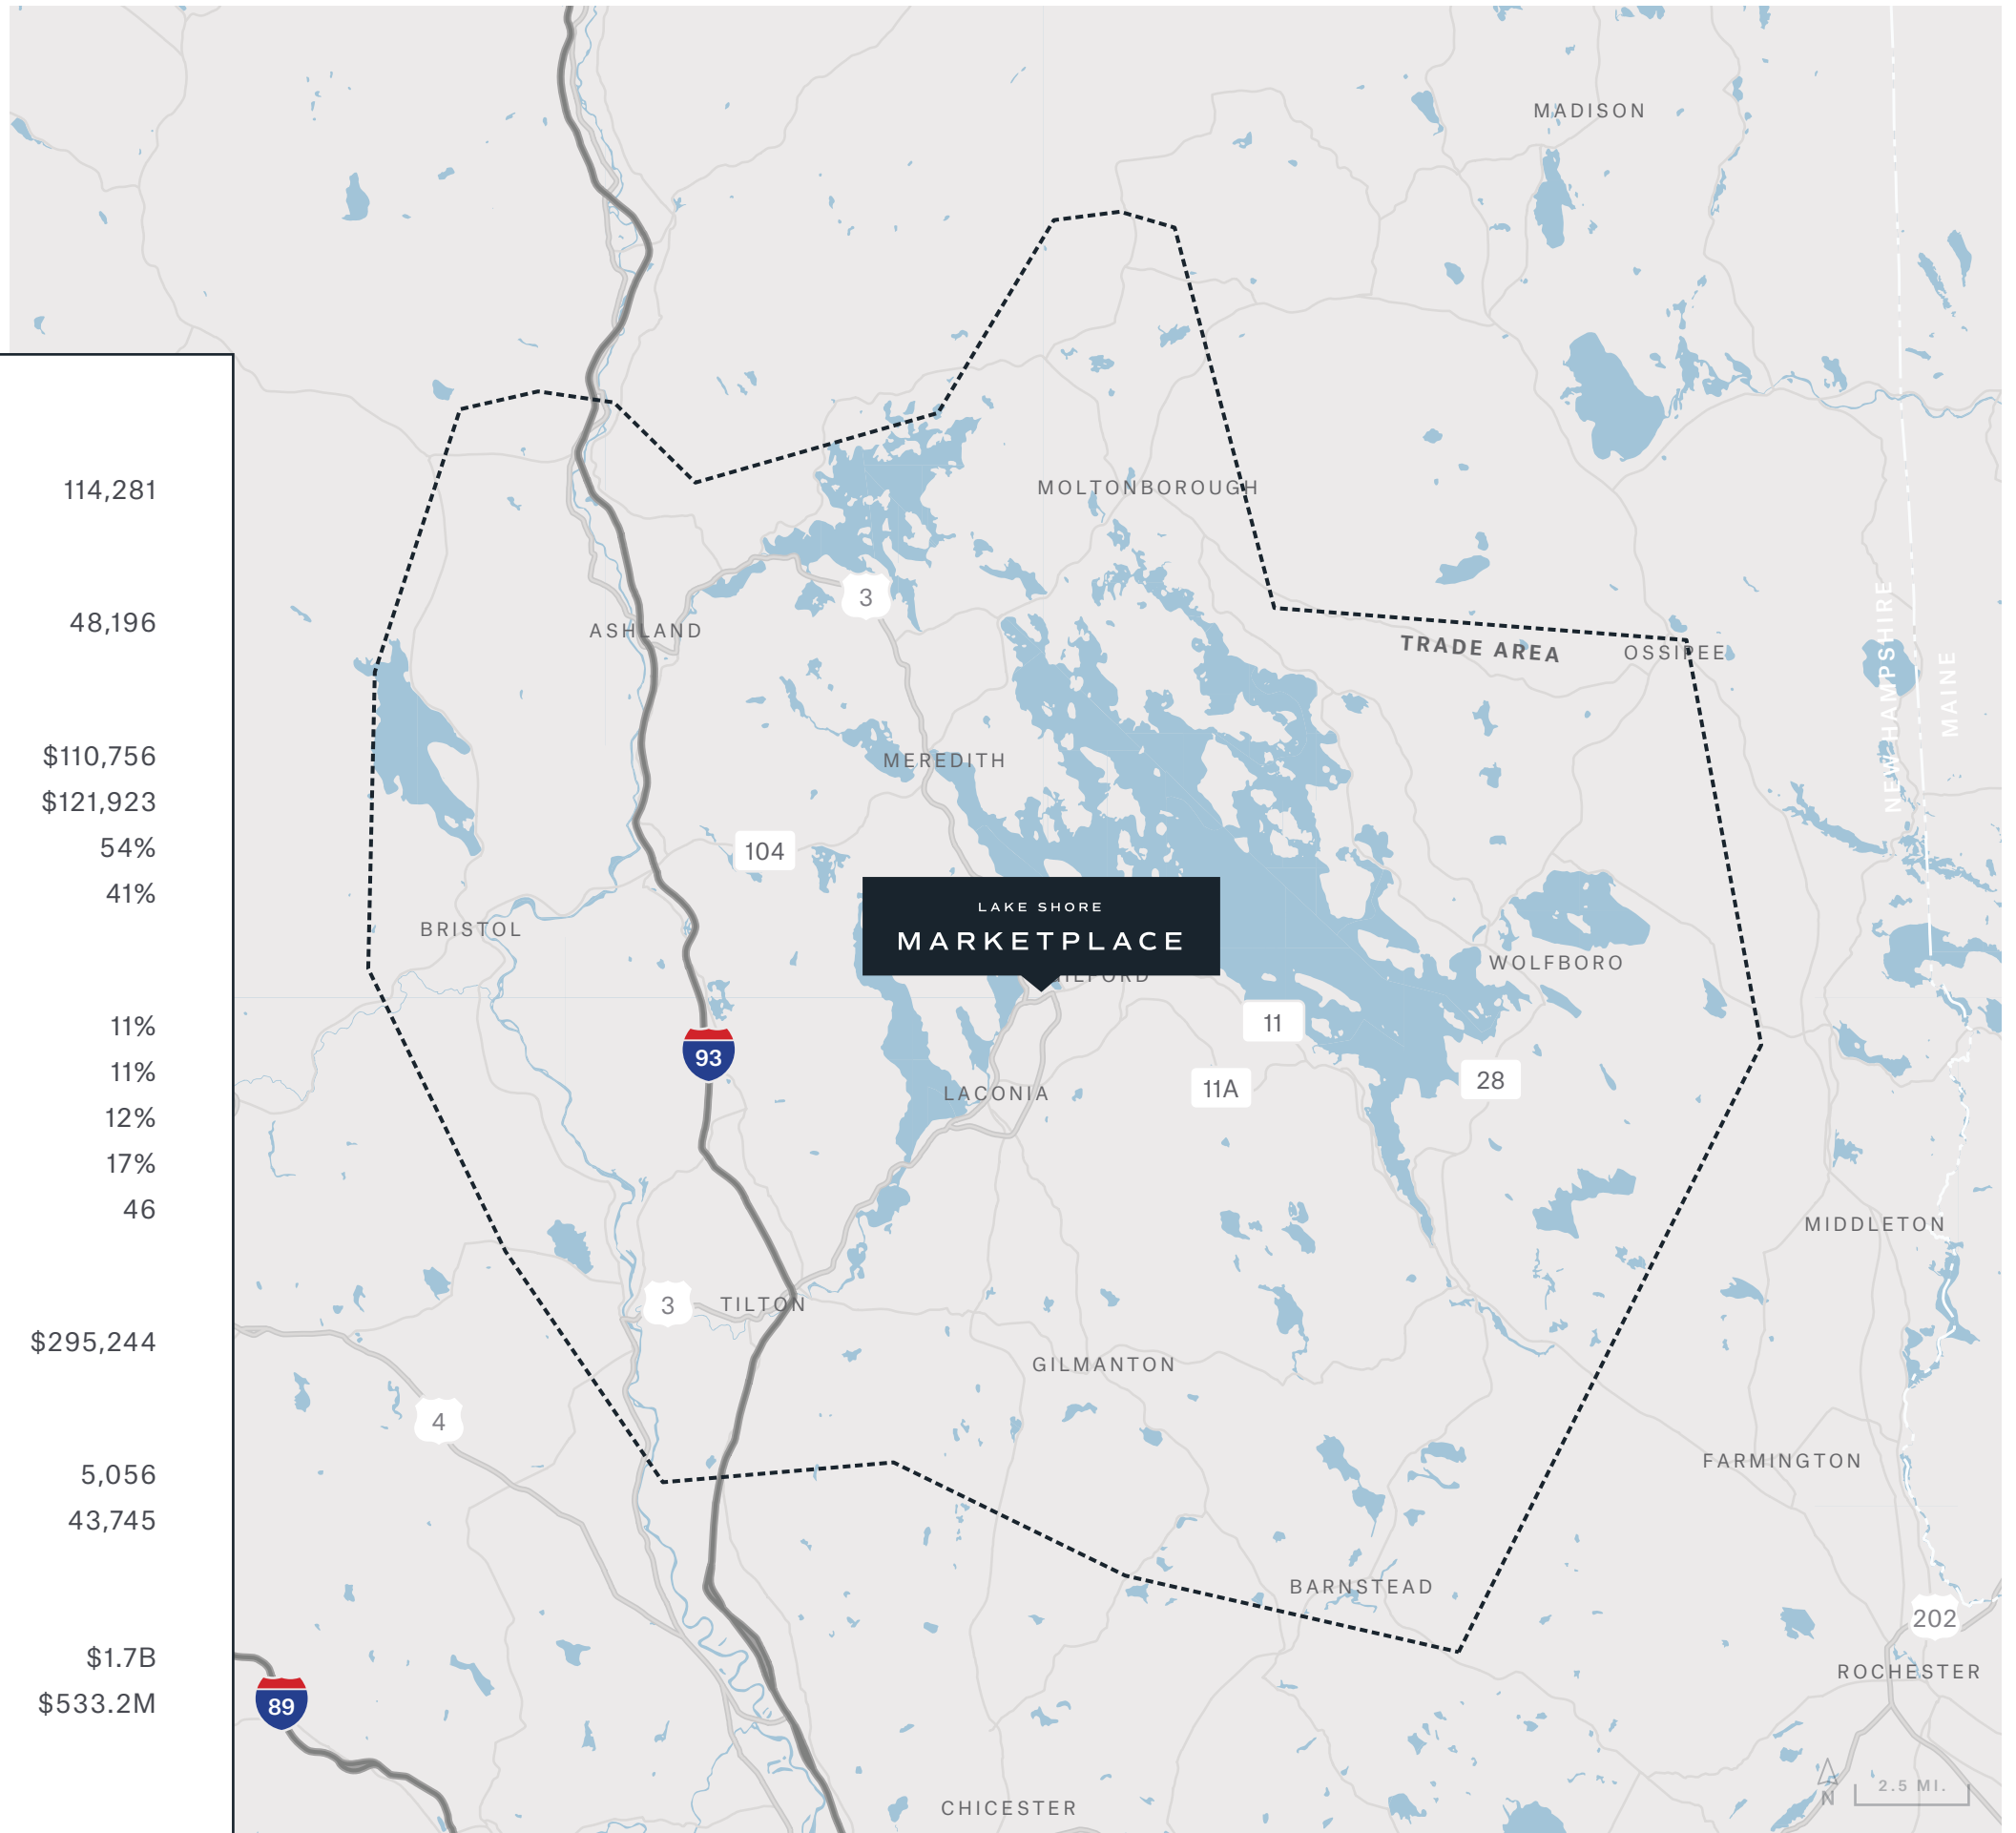 114,281
48,196
$110,756
$121,923
54%
41%
11%
11%
12%
17%
46
$295,244
5,056
43,745
$1.7B
$533.2M
MADISON
MOLTONBOROUGH
3
ASHLAND
TRADE AREA
OSSIPEE
NEW HAMPSHIRE
MAINE
MEREDITH
104
LAKE SHORE
MARKETPLACE
BRISTOL
ILFORD
WOLFBORO
11
93
28
11A
LACONIA
MIDDLETON
3
TILTON
GILMANTON
4
FARMINGTON
BARNSTEAD
202
ROCHESTER
89
N
2.5 MI.
CHICESTER